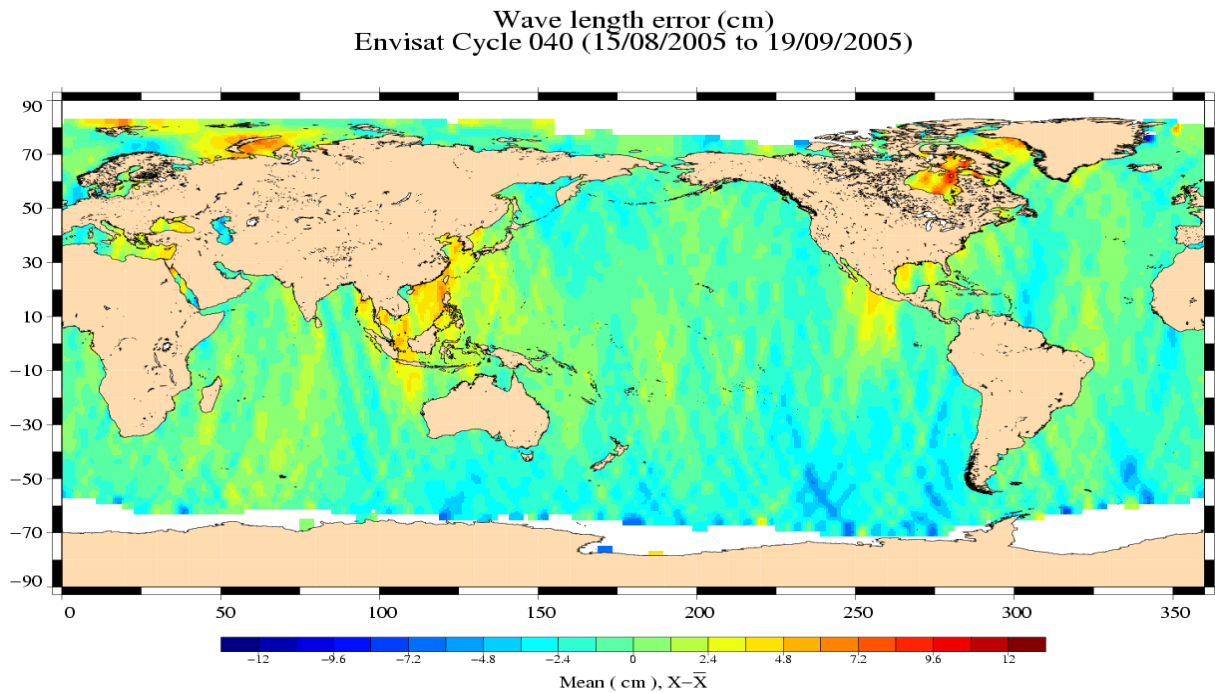 Wave length error (cm)
Envisat Cycle 040 (15/08/2005 to 19/09/2005)
90
70
50
30
10
−10
−30
−50
−70
−90
0 50 100 150 200 250 300 350
−12 −9.6 −7.2 −4.8 −2.4 0 2.4 4.8 7.2 9.6 12
Mean ( cm ), X−X̅